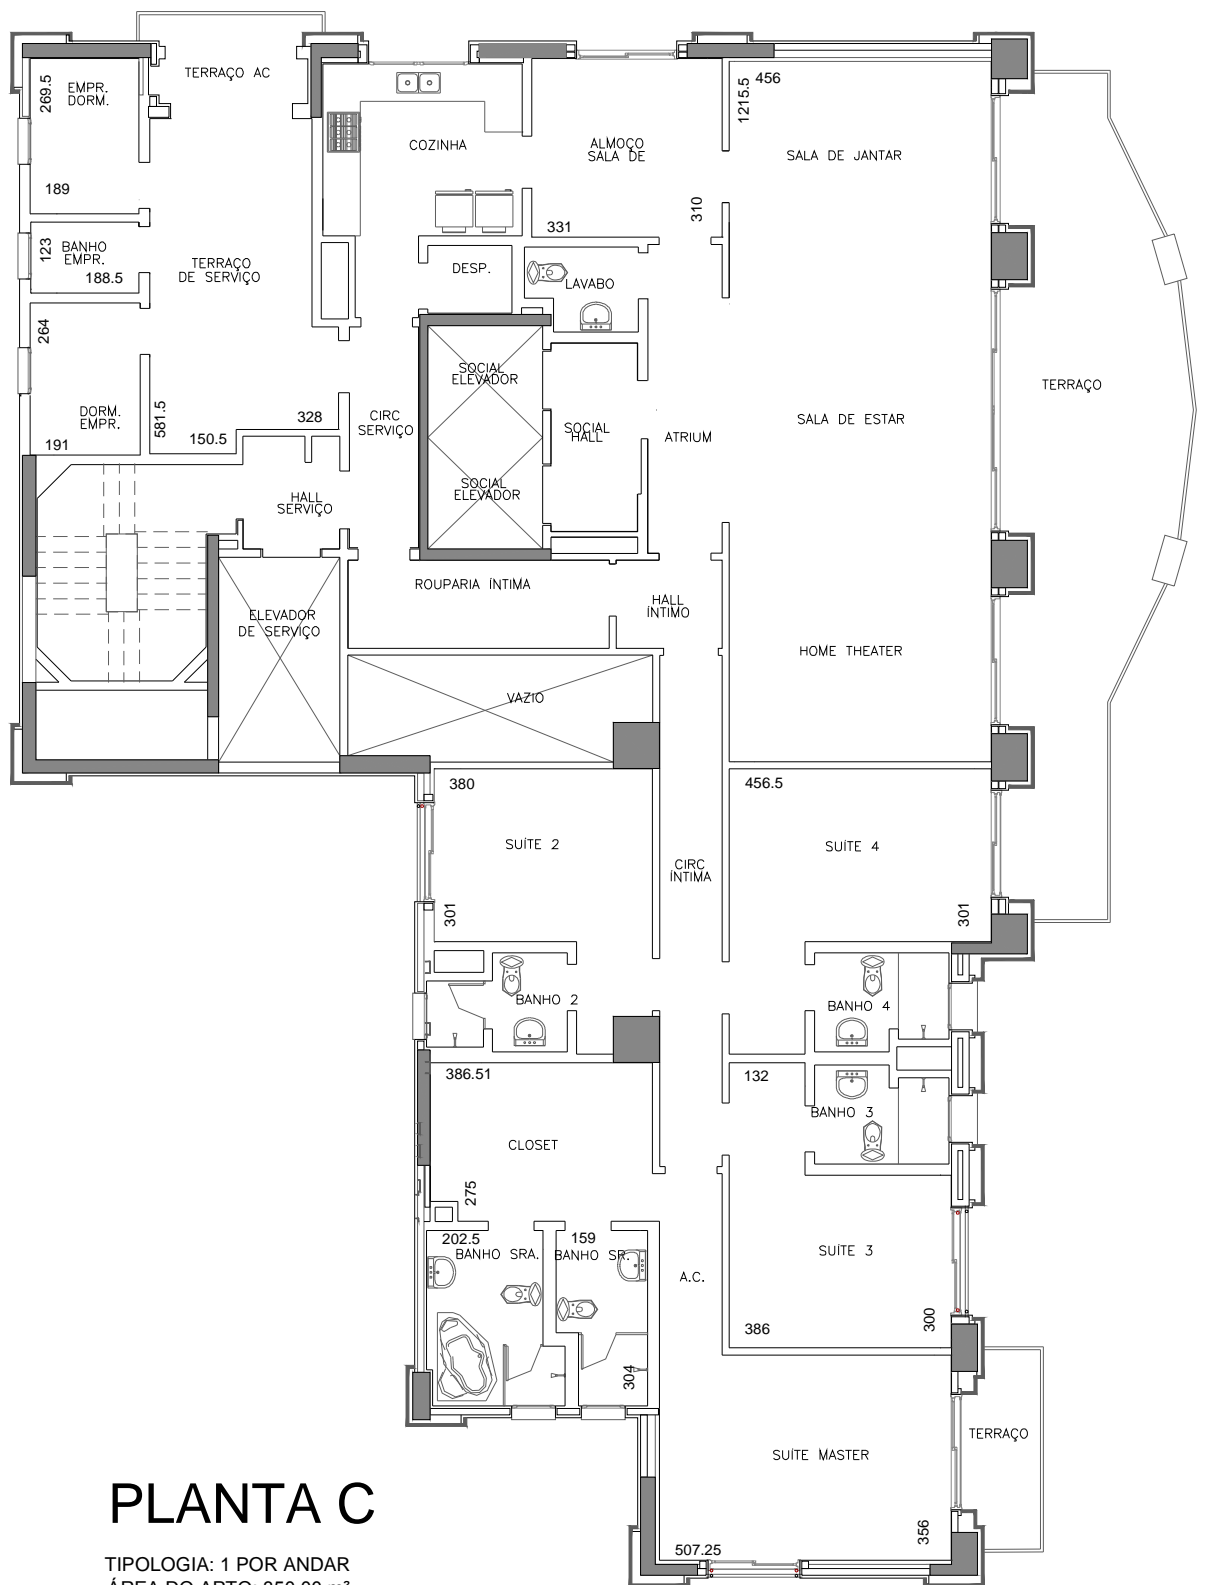 TERRAÇO AC
EMPR.
DORM.
269.5
189
COZINHA
ALMOÇO
SALA DE
331
310
456
1215.5
SALA DE JANTAR
123
BANHO
EMPR.
188.5
TERRAÇO
DE SERVIÇO
DESP.
LAVABO
264
DORM.
EMPR.
191
581.5
150.5
328
CIRC
SERVIÇO
SOCIAL
ELEVADOR
SOCIAL
HALL
ATRIUM
SALA DE ESTAR
TERRAÇO
SOCIAL
ELEVADOR
HALL
SERVIÇO
ROUPARIA ÍNTIMA
HALL
ÍNTIMO
ELEVADOR
DE SERVIÇO
HOME THEATER
VAZIO
380
456.5
SUÍTE 2
SUÍTE 4
CIRC
ÍNTIMA
301
301
BANHO 2
BANHO 4
386.51
132
BANHO 3
CLOSET
275
202.5
BANHO SRA.
159
BANHO SR.
SUÍTE 3
A.C.
386
300
304
SUÍTE MASTER
TERRAÇO
507.25
356
PLANTA C
TIPOLOGIA: 1 POR ANDAR